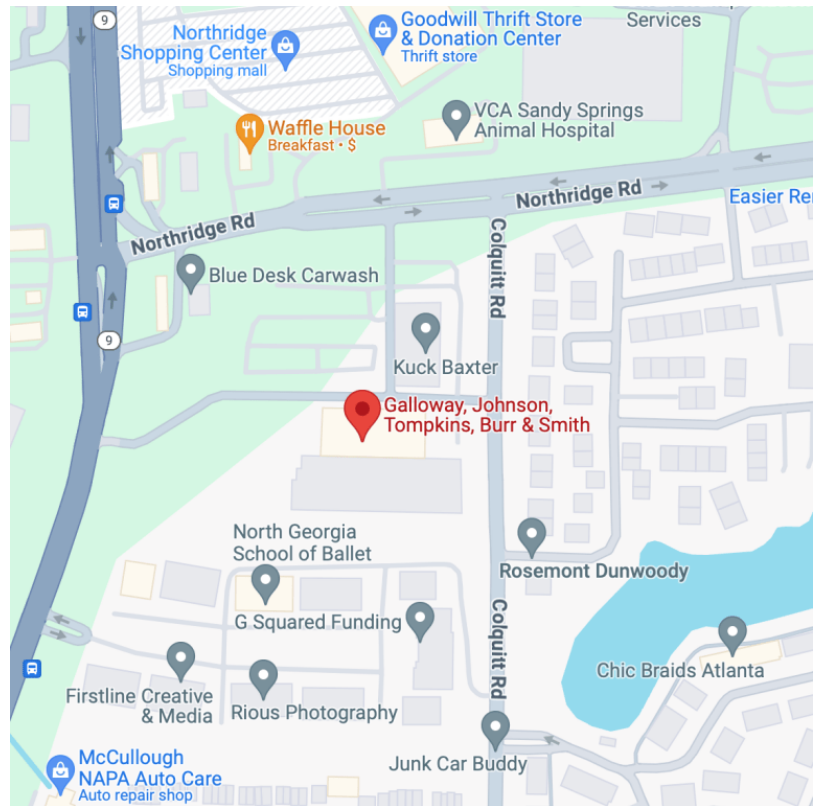 9
Northridge
Shopping Center
Shopping mall
Goodwill Thrift Store
& Donation Center
Thrift store
Services
Waffle House
Breakfast • $
VCA Sandy Springs
Animal Hospital
Northridge Rd
Northridge Rd
Easier Re
Blue Desk Carwash
Colquitt Rd
9
Kuck Baxter
Galloway, Johnson,
Tompkins, Burr & Smith
North Georgia
School of Ballet
Rosemont Dunwoody
G Squared Funding
Colquitt Rd
Chic Braids Atlanta
Firstline Creative
& Media
Rious Photography
McCullough
NAPA Auto Care
Auto repair shop
Junk Car Buddy